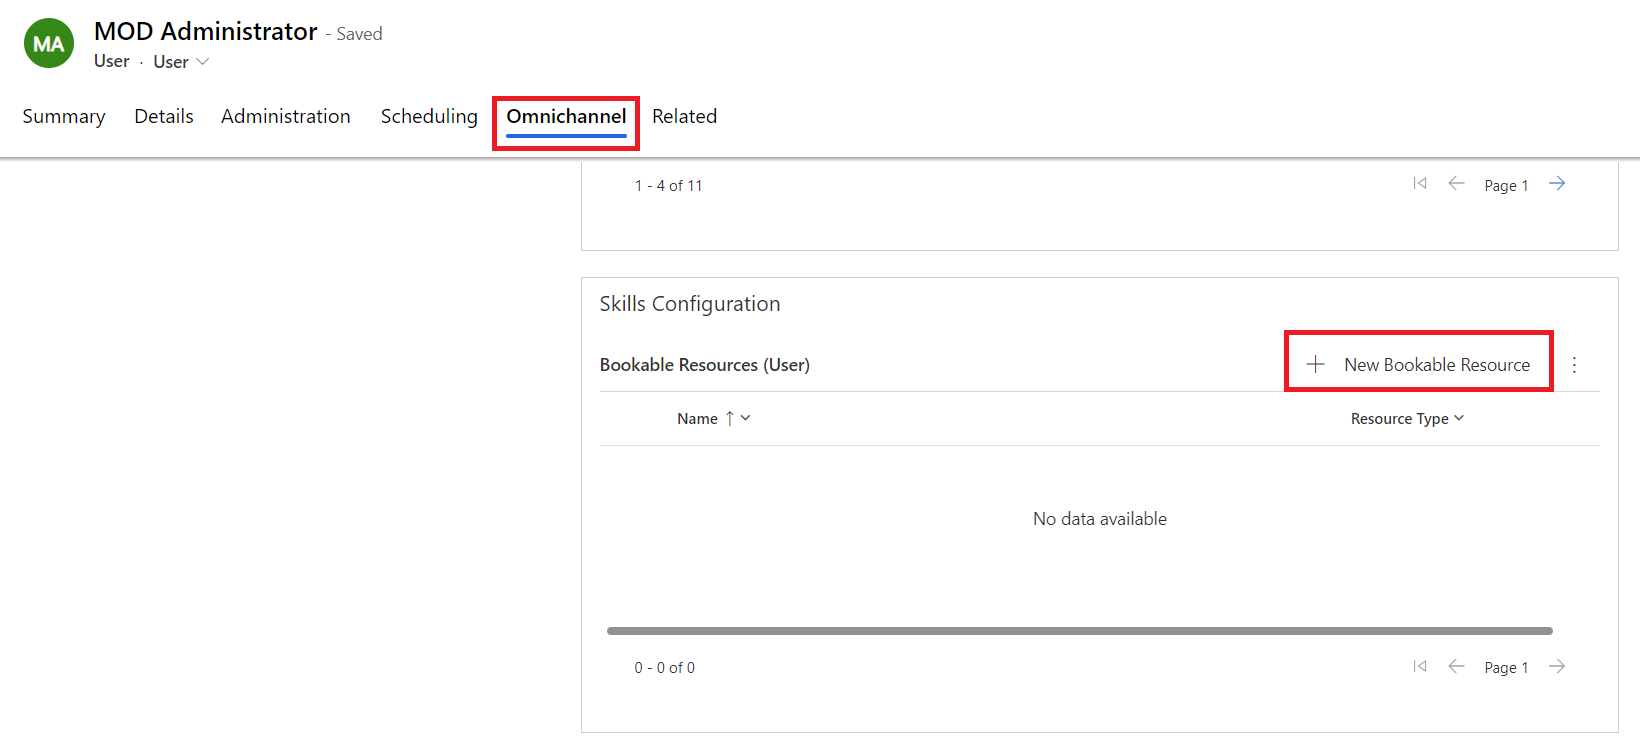 MA
MOD Administrator - Saved
User · User
Summary Details Administration Scheduling Omnichannel Related
1 - 4 of 11 Page 1
Skills Configuration
Bookable Resources (User) New Bookable Resource
Name Resource Type
No data available
0 - 0 of 0 Page 1